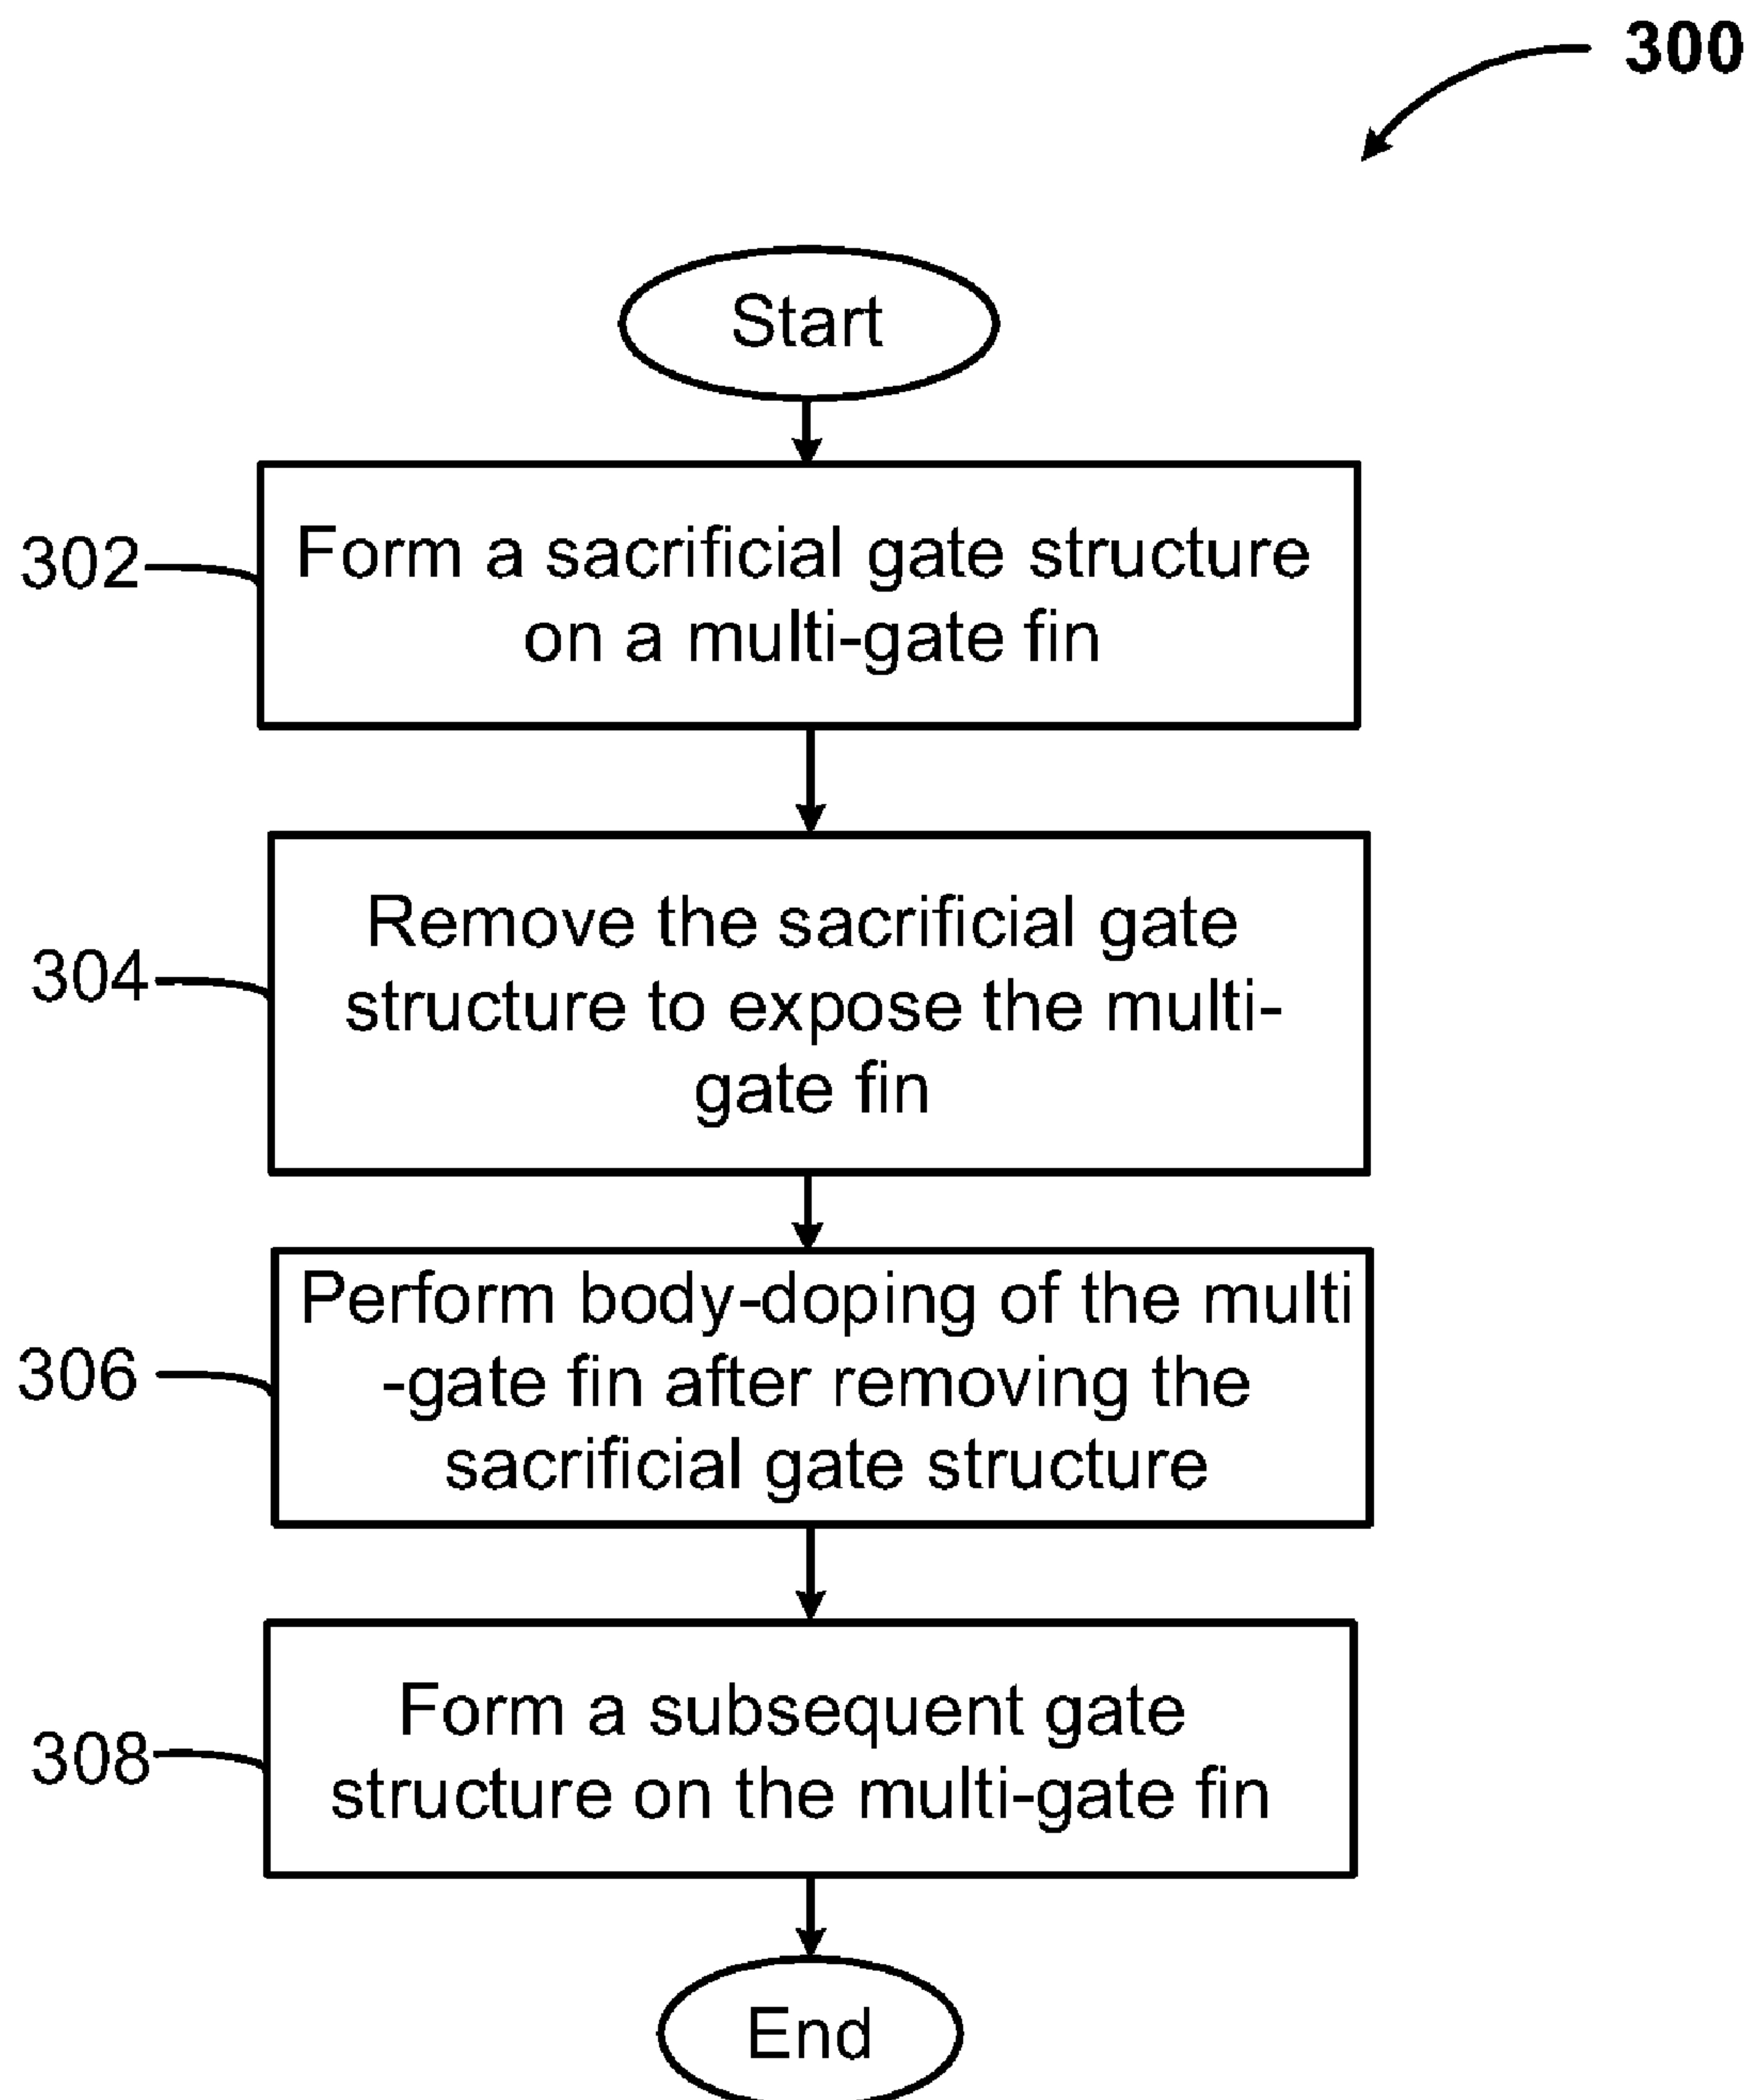 300
Start
302
Form a sacrificial gate structure
on a multi-gate fin
304
Remove the sacrificial gate
structure to expose the multi-
gate fin
306
Perform body-doping of the multi
-gate fin after removing the
sacrificial gate structure
308
Form a subsequent gate
structure on the multi-gate fin
End